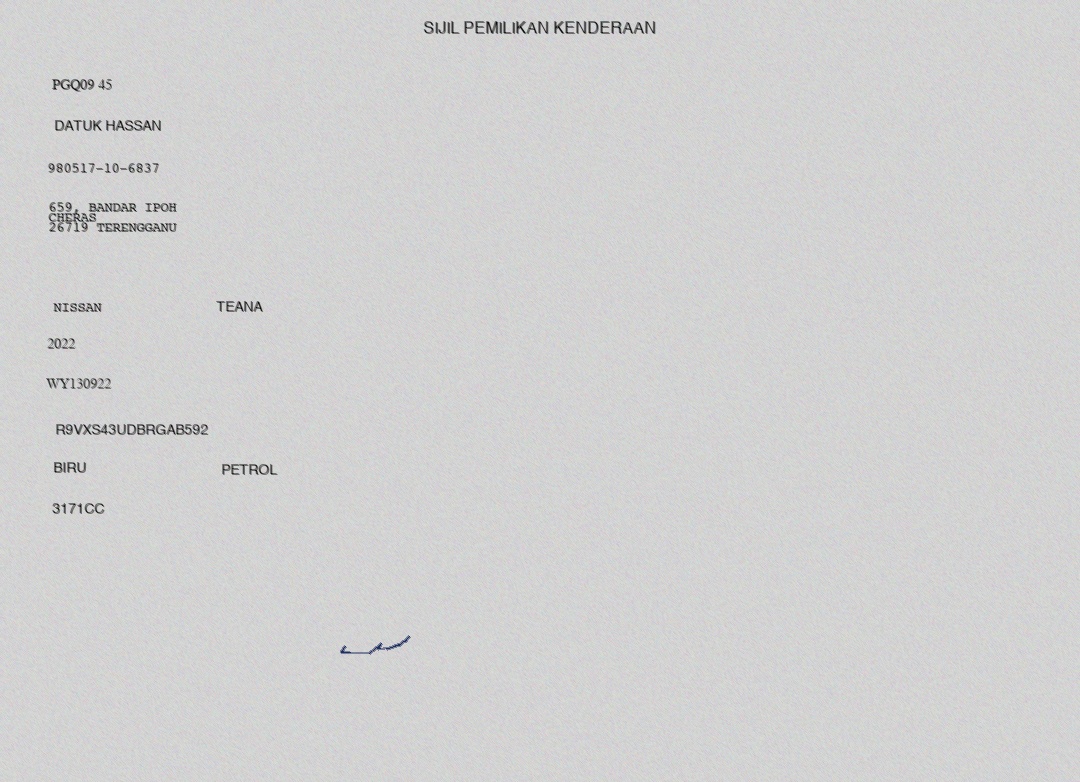 SIJIL PEMILIKAN KENDERAAN
PGQ09 45
DATUK HASSAN
980517-10-6837
659, BANDAR IPOH
CHERAS
26719 TERENGGANU
NISSAN TEANA
2022
WY130922
R9VXS43UDBRGAB592
BIRU PETROL
3171CC